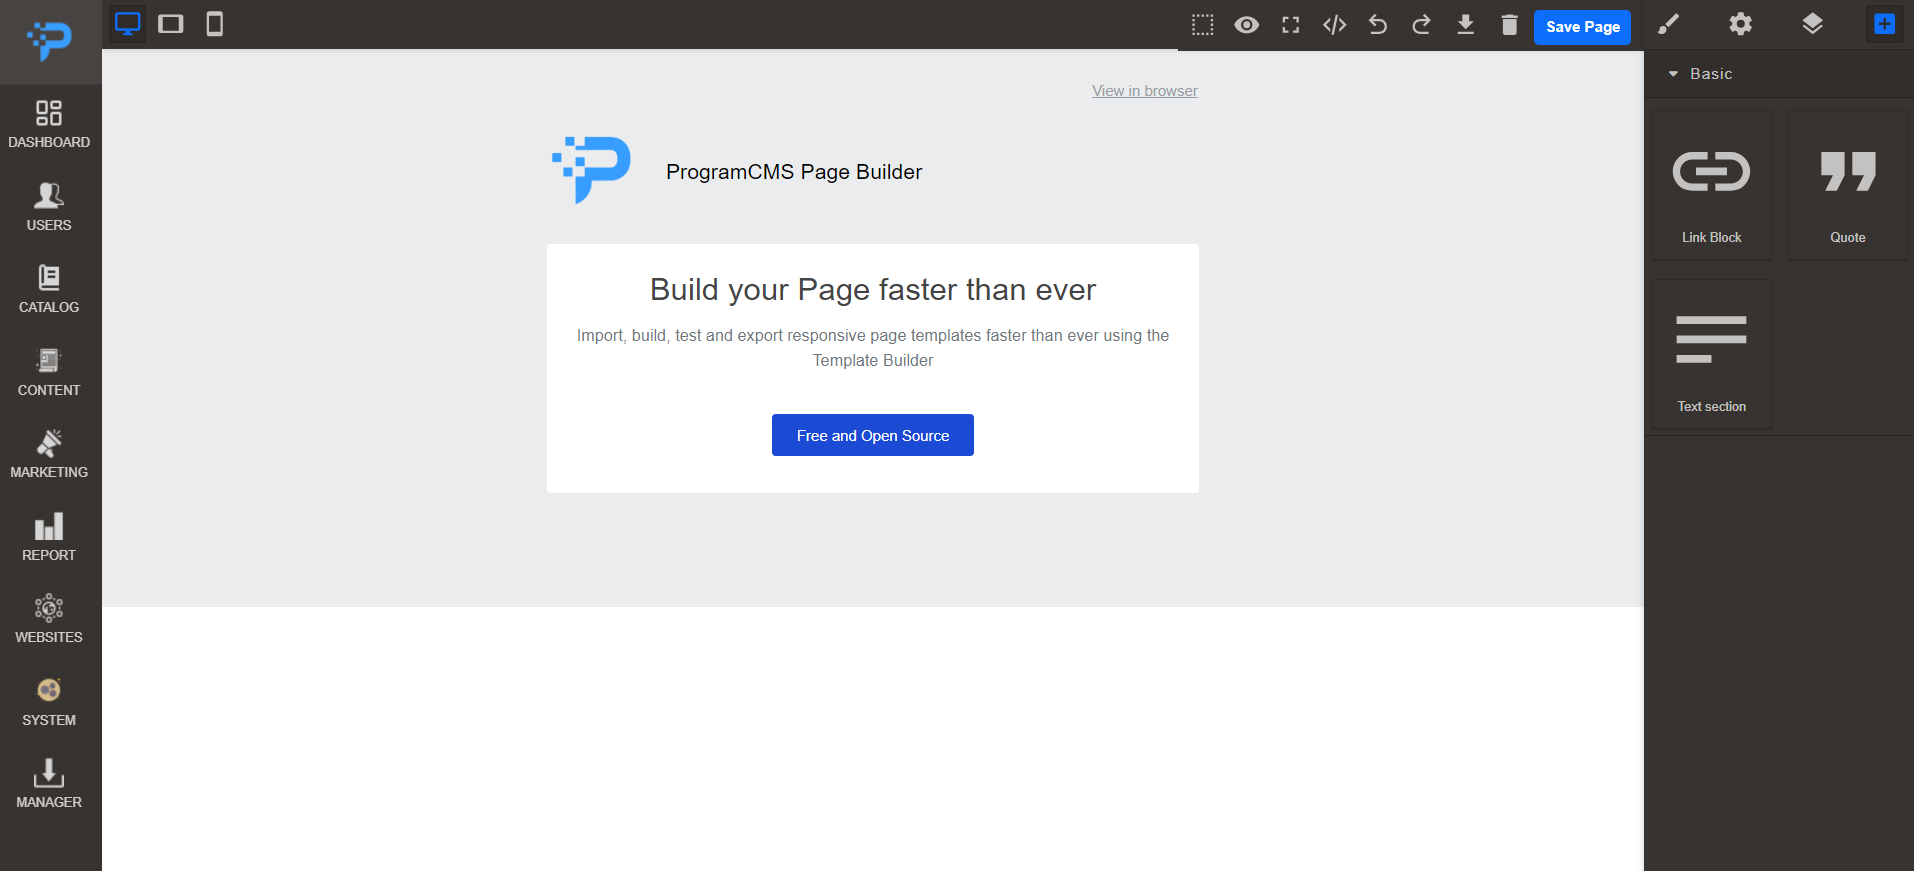 Save Page
DASHBOARD
USERS
CATALOG
CONTENT
MARKETING
REPORT
WEBSITES
SYSTEM
MANAGER
View in browser
ProgramCMS Page Builder
Build your Page faster than ever
Import, build, test and export responsive page templates faster than ever using the
Template Builder
Free and Open Source
Basic
Link Block
Quote
Text section